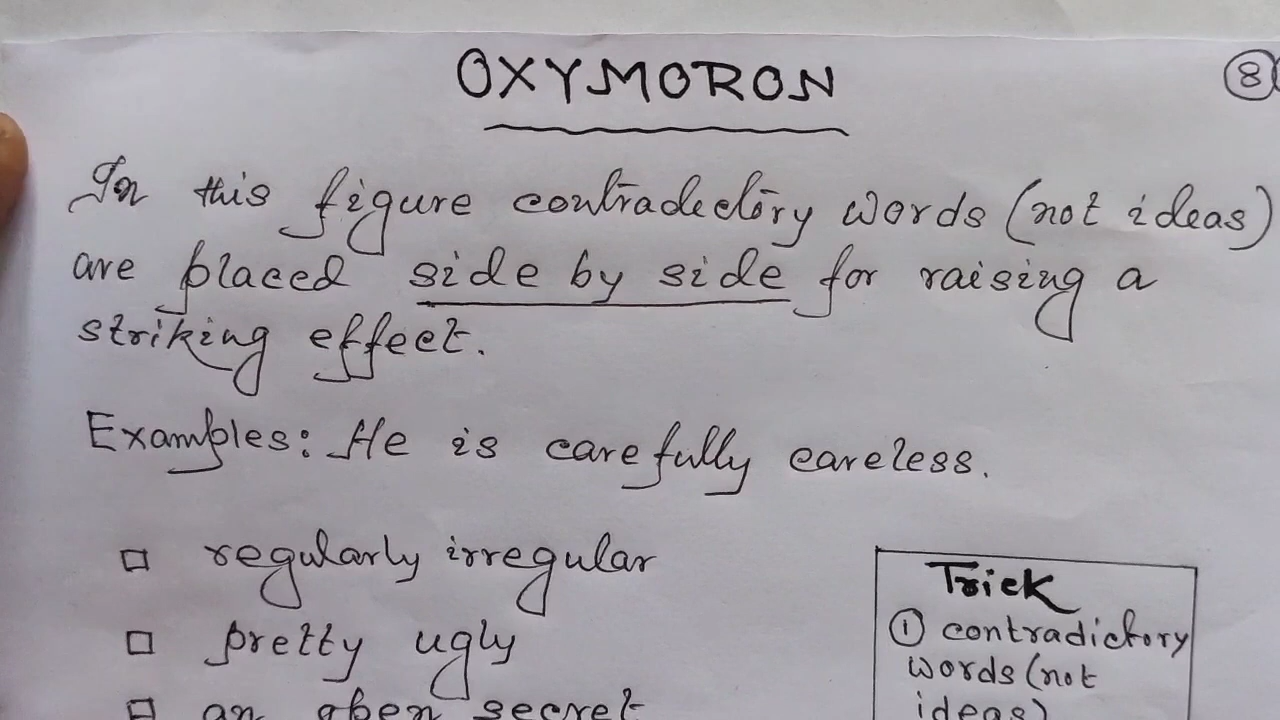 OXYMORON
8
In this figure contradictory words (not ideas)
are placed side by side for raising a
striking effect.
Examples: He is carefully careless.
regularly irregular
pretty ugly
an open secret
Trick
① contradictory
words (not
ideas)